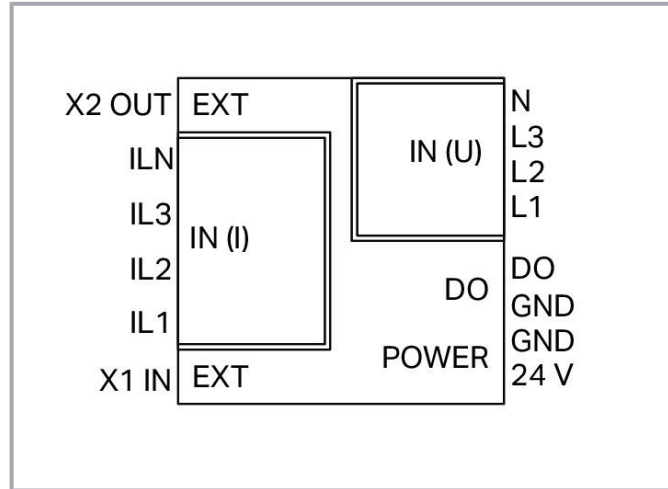 X2 OUT EXT
ILN
IL3
IN (I)
IL2
IL1
X1 IN EXT
IN (U)
N
L3
L2
L1
DO DO
GND
POWER GND
24 V